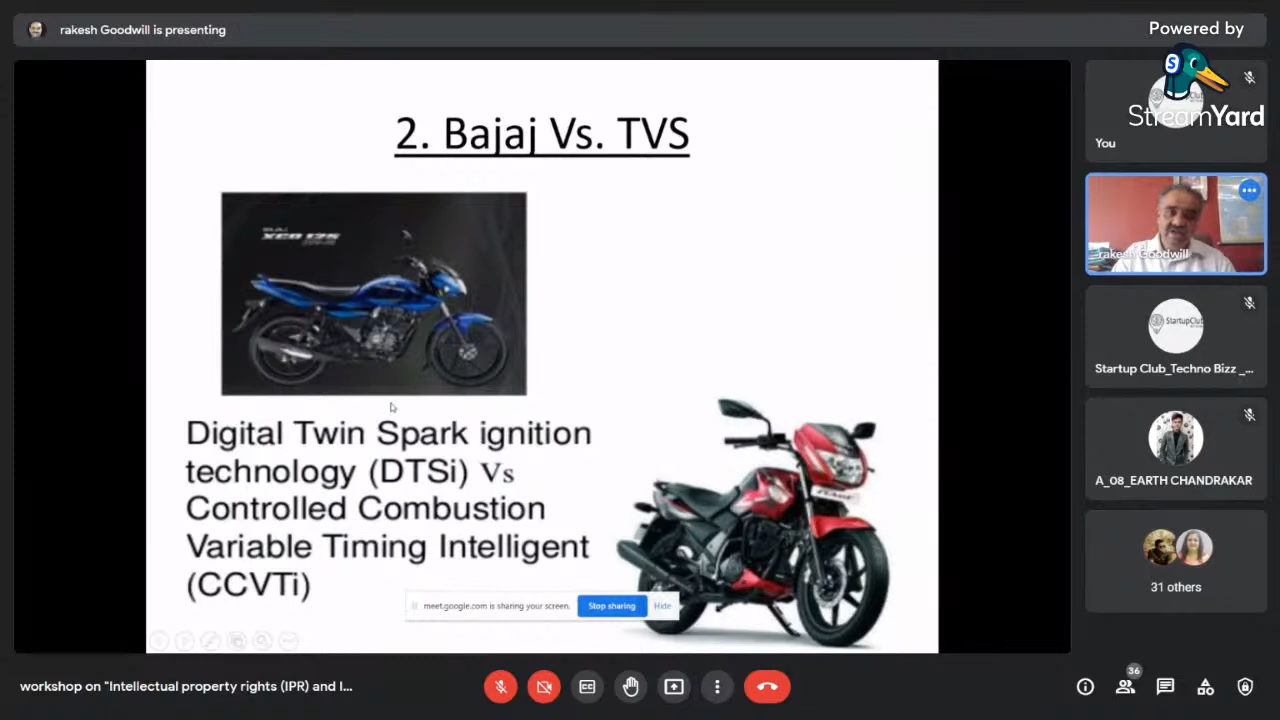 rakesh Goodwill is presenting
Powered by
StreamYard
You
2. Bajaj Vs. TVS
Digital Twin Spark ignition
technology (DTSi) Vs
Controlled Combustion
Variable Timing Intelligent
(CCVTi)
meet.google.com is sharing your screen.
Stop sharing
Hide
rakesh Goodwill
StartupClub
Startup Club_Techno Bizz _...
A_08_EARTH CHANDRAKAR
31 others
workshop on "Intellectual property rights (IPR) and I...
36